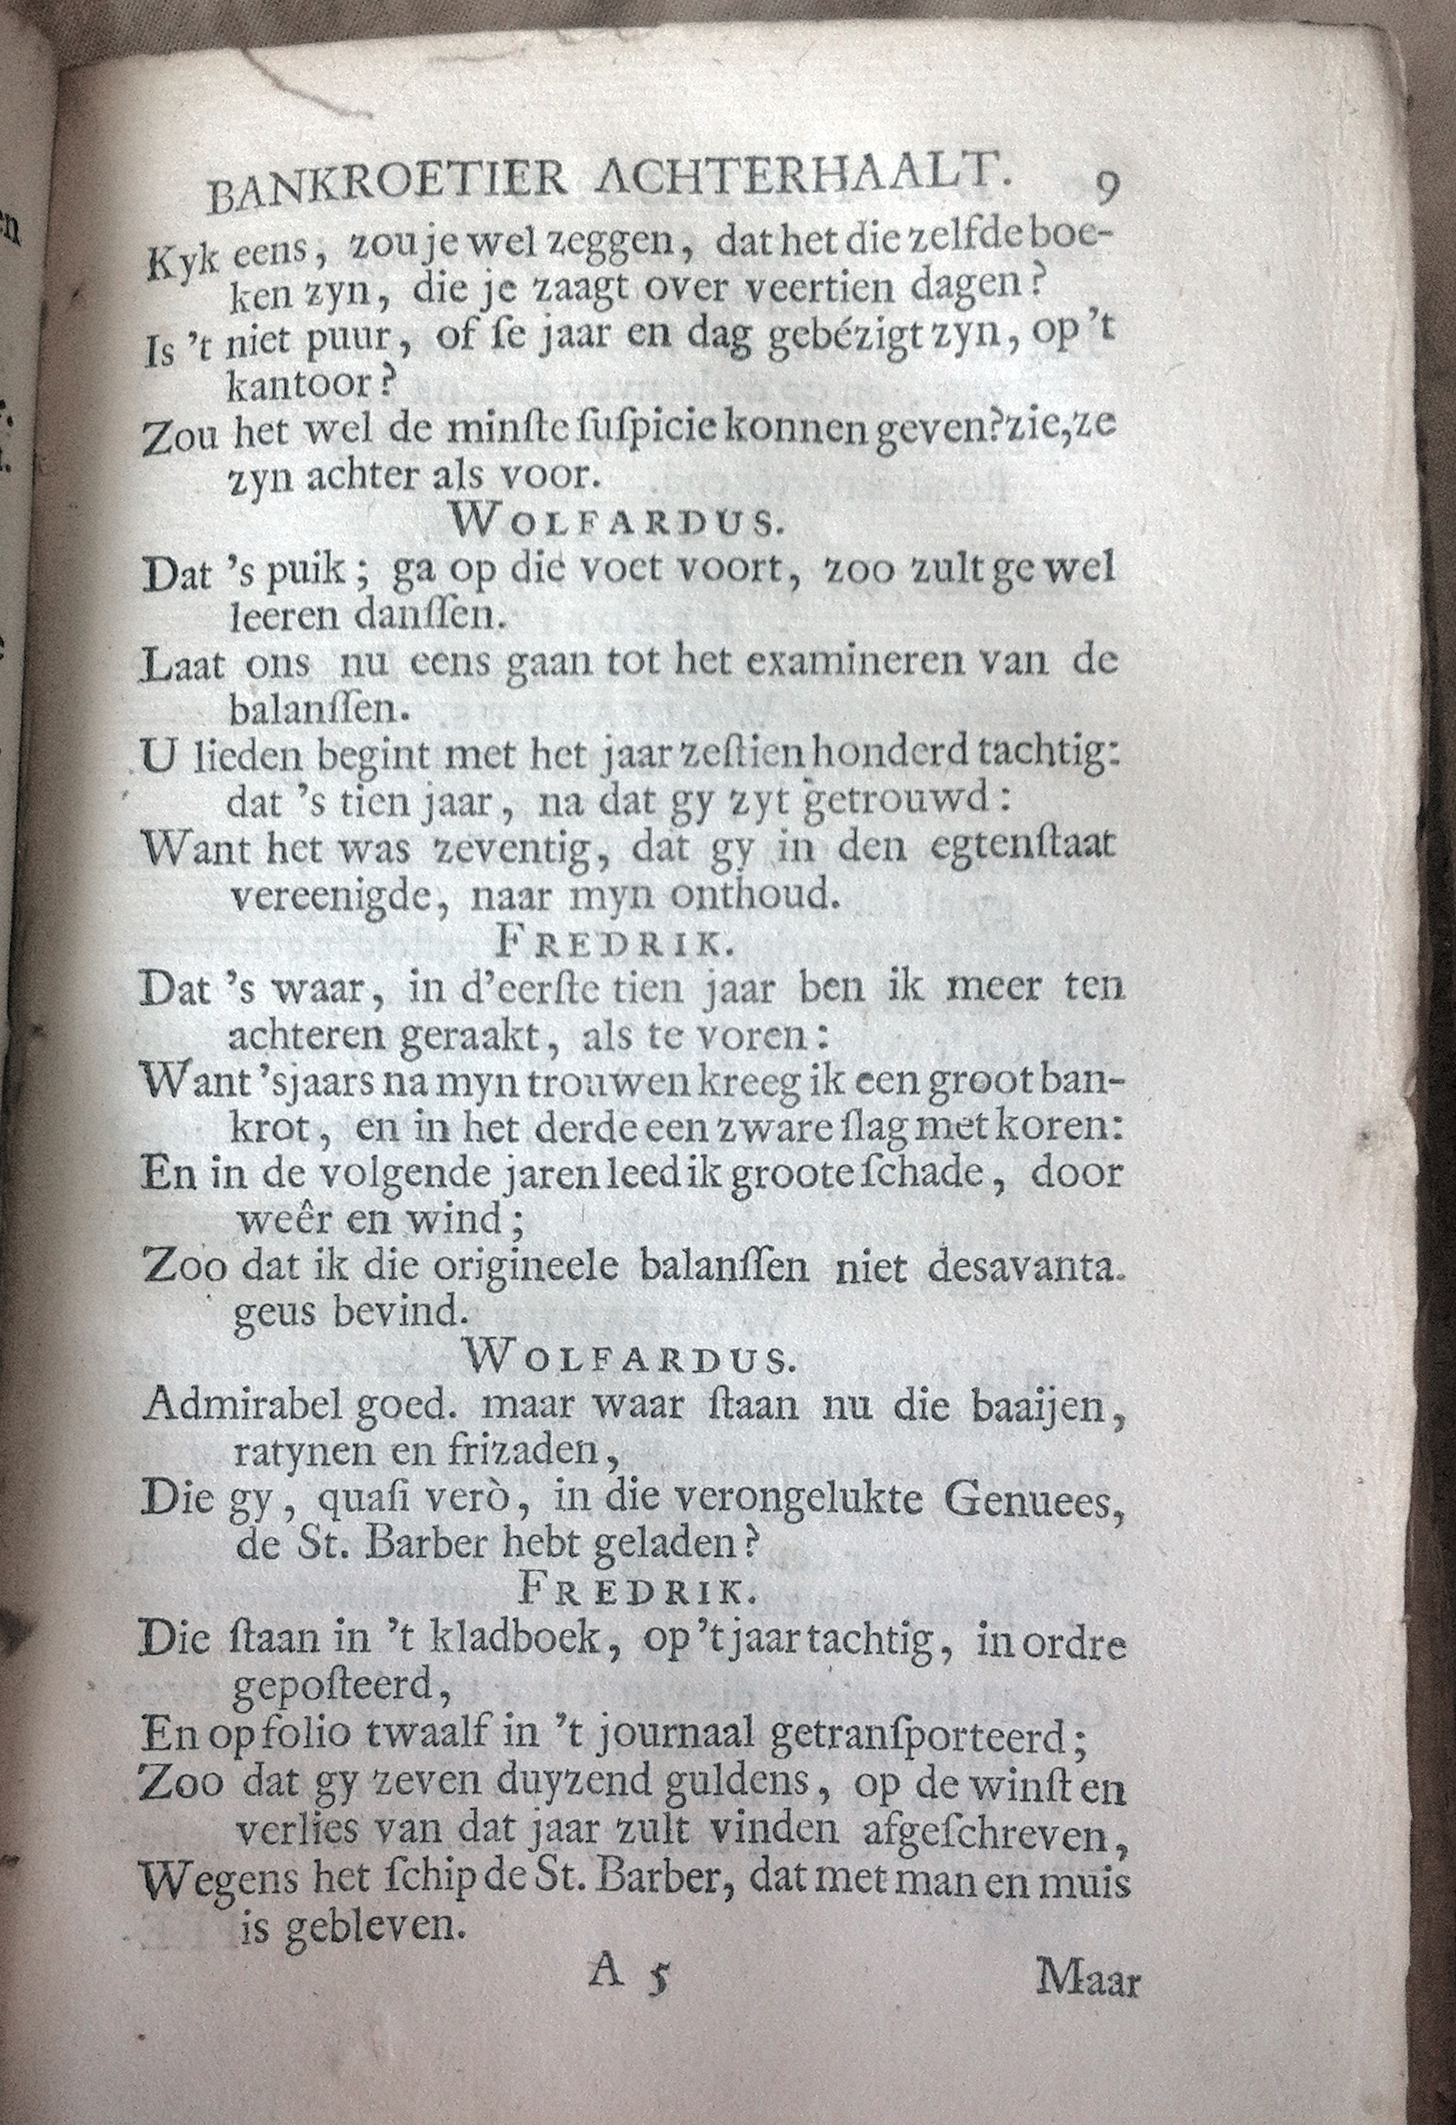 BANKROETIER ACHTERHAALT. 9
Kyk eens, zou je wel zeggen, dat het die zelfde boe-
ken zyn, die je zaagt over veertien dagen?
Is 't niet puur, of ſe jaar en dag gebézigt zyn, op 't
kantoor?
Zou het wel de minſte ſuſpicie konnen geven? zie, ze
zyn achter als voor.
WOLFARDUS.
Dat 's puik; ga op die voet voort, zoo zult ge wel
leeren danſſen.
Laat ons nu eens gaan tot het examineren van de
balanſſen.
U lieden begint met het jaar zeſtien honderd tachtig:
dat 's tien jaar, na dat gy zyt getrouwd:
Want het was zeventig, dat gy in den egtenſtaat
vereenigde, naar myn onthoud.
FREDRIK.
Dat 's waar, in d'eerſte tien jaar ben ik meer ten
achteren geraakt, als te voren:
Want 'sjaars na myn trouwen kreeg ik een groot ban-
krot, en in het derde een zware ſlag met koren:
En in de volgende jaren leed ik groote ſchade, door
weêr en wind;
Zoo dat ik die origineele balanſſen niet desavanta.
geus bevind.
WOLFARDUS.
Admirabel goed. maar waar ſtaan nu die baaijen,
ratynen en frizaden,
Die gy, quaſi verò, in die verongelukte Genuees,
de St. Barber hebt geladen?
FREDRIK.
Die ſtaan in 't kladboek, op 't jaar tachtig, in ordre
gepoſteerd,
En op folio twaalf in 't journaal getranſporteerd;
Zoo dat gy zeven duyzend guldens, op de winſt en
verlies van dat jaar zult vinden afgeſchreven,
Wegens het ſchip de St. Barber, dat met man en muis
is gebleven.
A 5 Maar